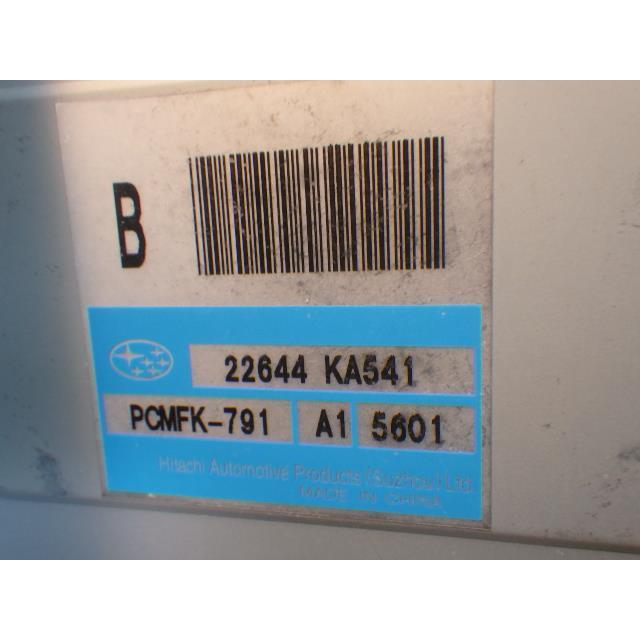 B
22644 KA541
PCMFK-791 A1 5601
Hitachi Automotive Products (Suzhou) Ltd.
MADE IN CHINA